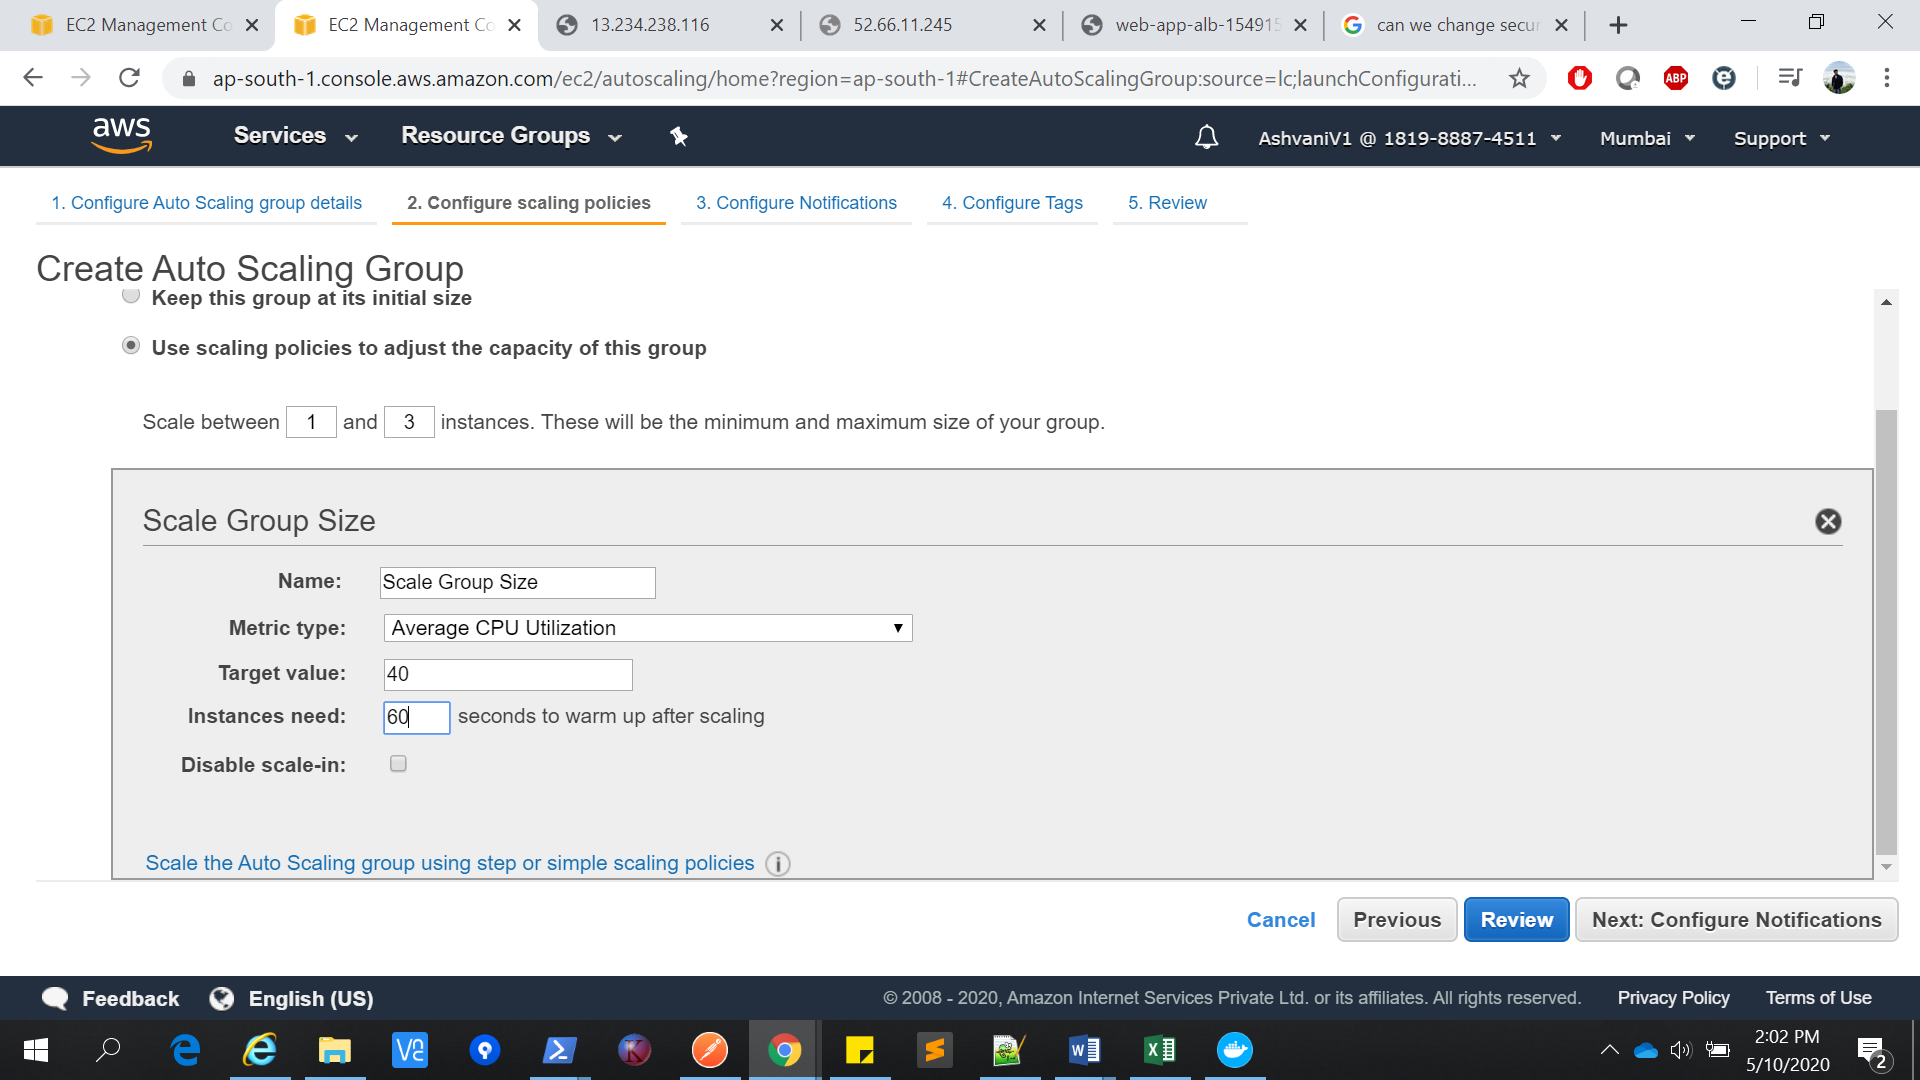 EC2 Management Co
EC2 Management Co
13.234.238.116
52.66.11.245
web-app-alb-154915
can we change secur
ap-south-1.console.aws.amazon.com/ec2/autoscaling/home?region=ap-south-1#CreateAutoScalingGroup:source=lc;launchConfigurati...
ABP
aws
Services
Resource Groups
AshvaniV1 @ 1819-8887-4511
Mumbai
Support
1. Configure Auto Scaling group details
2. Configure scaling policies
3. Configure Notifications
4. Configure Tags
5. Review
Create Auto Scaling Group
Keep this group at its initial size
Use scaling policies to adjust the capacity of this group
Scale between 1 and 3 instances. These will be the minimum and maximum size of your group.
Scale Group Size
Name: Scale Group Size
Metric type: Average CPU Utilization
Target value: 40
Instances need: 60 seconds to warm up after scaling
Disable scale-in:
Scale the Auto Scaling group using step or simple scaling policies
Cancel
Previous
Review
Next: Configure Notifications
Feedback
English (US)
© 2008 - 2020, Amazon Internet Services Private Ltd. or its affiliates. All rights reserved.
Privacy Policy
Terms of Use
2:02 PM
5/10/2020
2